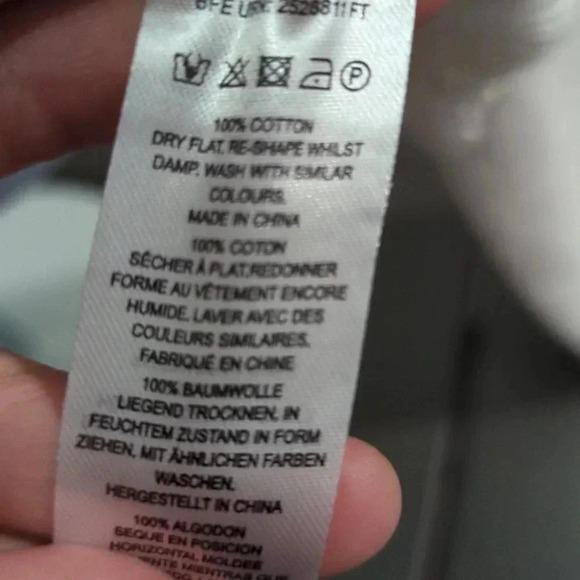 2528811FT
P
100% COTTON
DRY FLAT, RE-SHAPE WHILST
DAMP, WASH WITH SIMILAR
COLOURS.
MADE IN CHINA
100% COTON
SÉCHER À PLAT,REDONNER
FORME AU VÊTEMENT ENCORE
HUMIDE, LAVER AVEC DES
COULEURS SIMILAIRES.
FABRIQUÉ EN CHINE
100% BAUMWOLLE
LIEGEND TROCKNEN, IN
FEUCHTEM ZUSTAND IN FORM
ZIEHEN, MIT ÄHNLICHEN FARBEN
WASCHEN.
HERGESTELLT IN CHINA
100% ALGODON
SEQUE EN POSICION
HORIZONTAL MOLDEE
MIENTRAS QUE